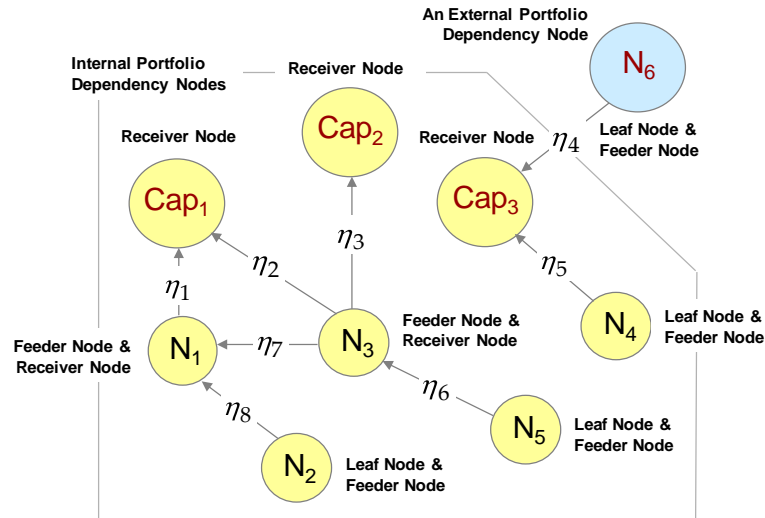 An External Portfolio
Dependency Node
N6
Internal Portfolio
Dependency Nodes
Receiver Node
Cap2
Leaf Node &
Feeder Node
Receiver Node
Cap1
Receiver Node
Cap3
η4
η3
η2
η5
η1
Feeder Node &
Receiver Node
N1
η7
N3
Feeder Node &
Receiver Node
N4
Leaf Node &
Feeder Node
η6
η8
N5
Leaf Node &
Feeder Node
N2
Leaf Node &
Feeder Node